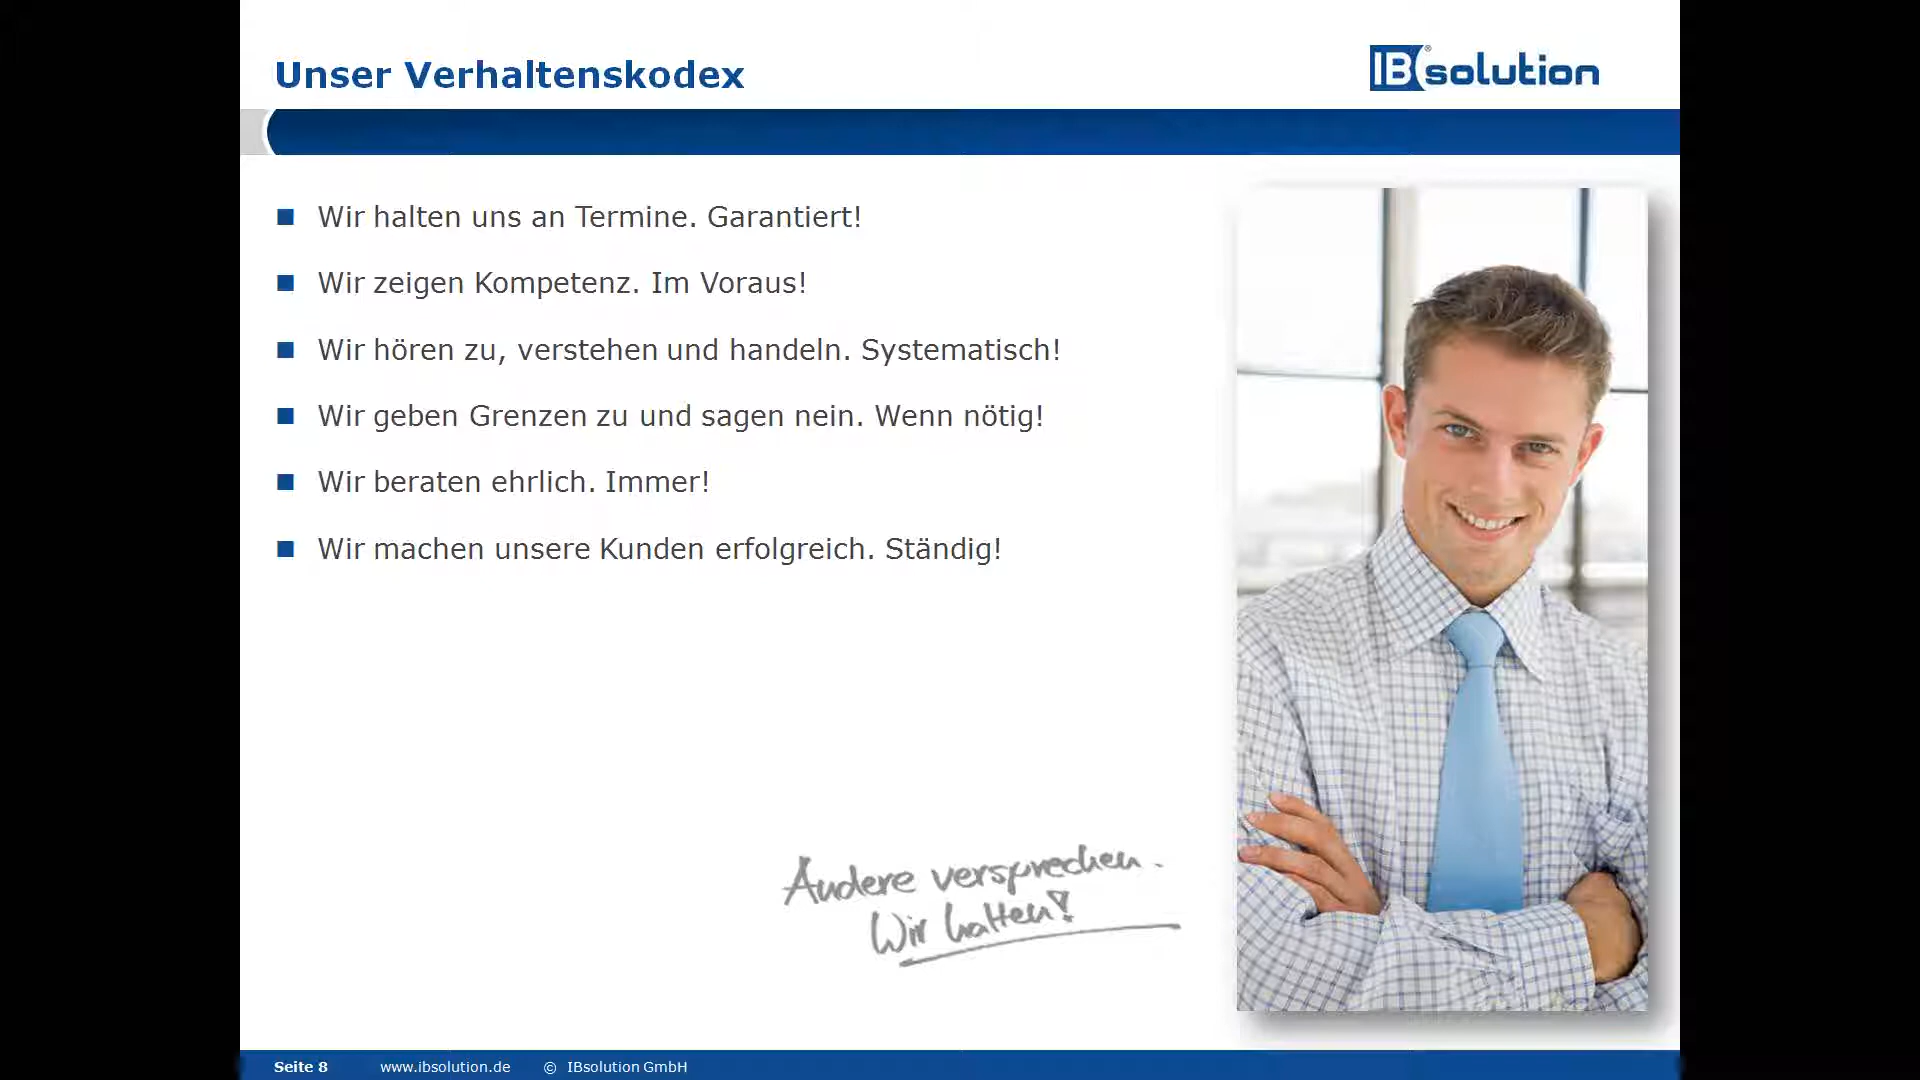 Unser Verhaltenskodex
IBsolution®
Wir halten uns an Termine. Garantiert!
Wir zeigen Kompetenz. Im Voraus!
Wir hören zu, verstehen und handeln. Systematisch!
Wir geben Grenzen zu und sagen nein. Wenn nötig!
Wir beraten ehrlich. Immer!
Wir machen unsere Kunden erfolgreich. Ständig!
Andere versprechen.
Wir halten!
Seite 8 www.ibsolution.de © IBsolution GmbH